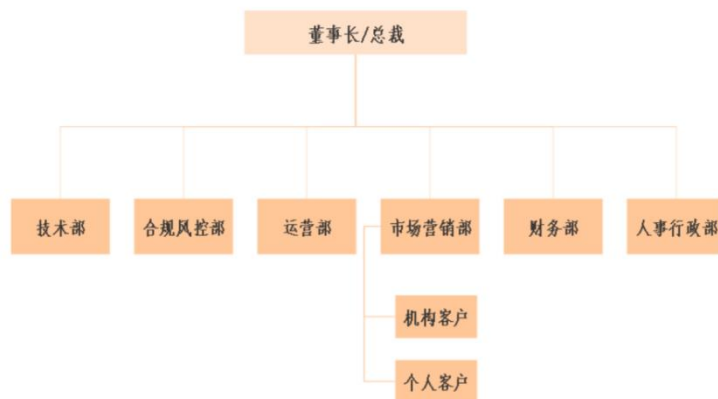 董事长/总裁
技术部
合规风控部
运营部
市场营销部
财务部
人事行政部
机构客户
个人客户